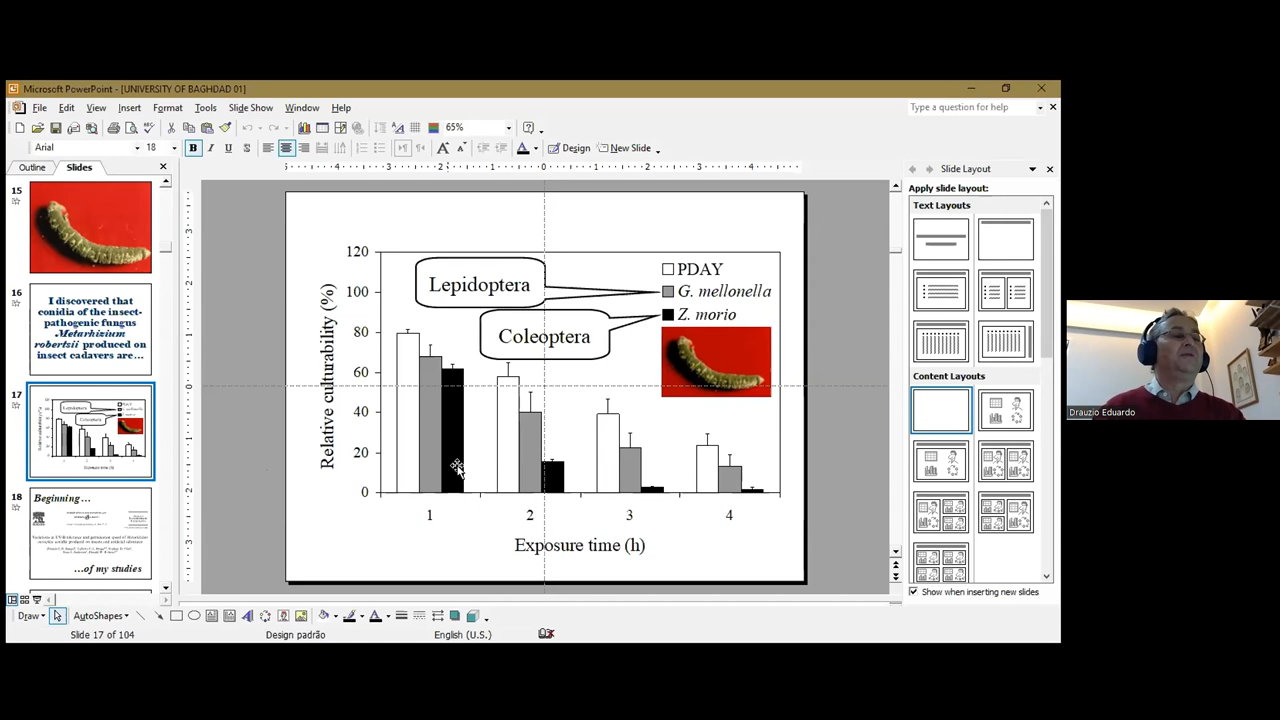 Microsoft PowerPoint - [UNIVERSITY OF BAGHDAD 01]
File Edit View Insert Format Tools Slide Show Window Help
Type a question for help
65%
Arial 18 B I U S A A A Design New Slide
Outline Slides
Slide Layout
Apply slide layout:
Text Layouts
Content Layouts
Show when inserting new slides
15
16
I discovered that
conidia of the insect-
pathogenic fungus
Metarhizium
robertsii produced on
insect cadavers are…
17
18
Beginning…
…of my studies
120
100
80
60
40
20
0
Relative culturability (%)
Lepidoptera
Coleoptera
PDAY
G. mellonella
Z. morio
1 2 3 4
Exposure time (h)
Draw AutoShapes
Slide 17 of 104 Design padrão English (U.S.)
Drauzio Eduardo